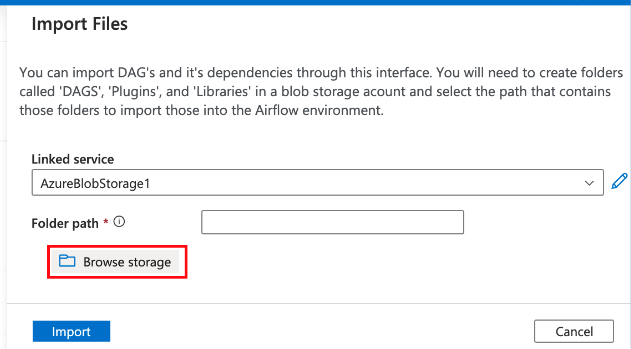 Import Files
You can import DAG's and it's dependencies through this interface. You will need to create folders
called 'DAGS', 'Plugins', and 'Libraries' in a blob storage acount and select the path that contains
those folders to import those into the Airflow environment.
Linked service
AzureBlobStorage1
Folder path *
Browse storage
Import Cancel